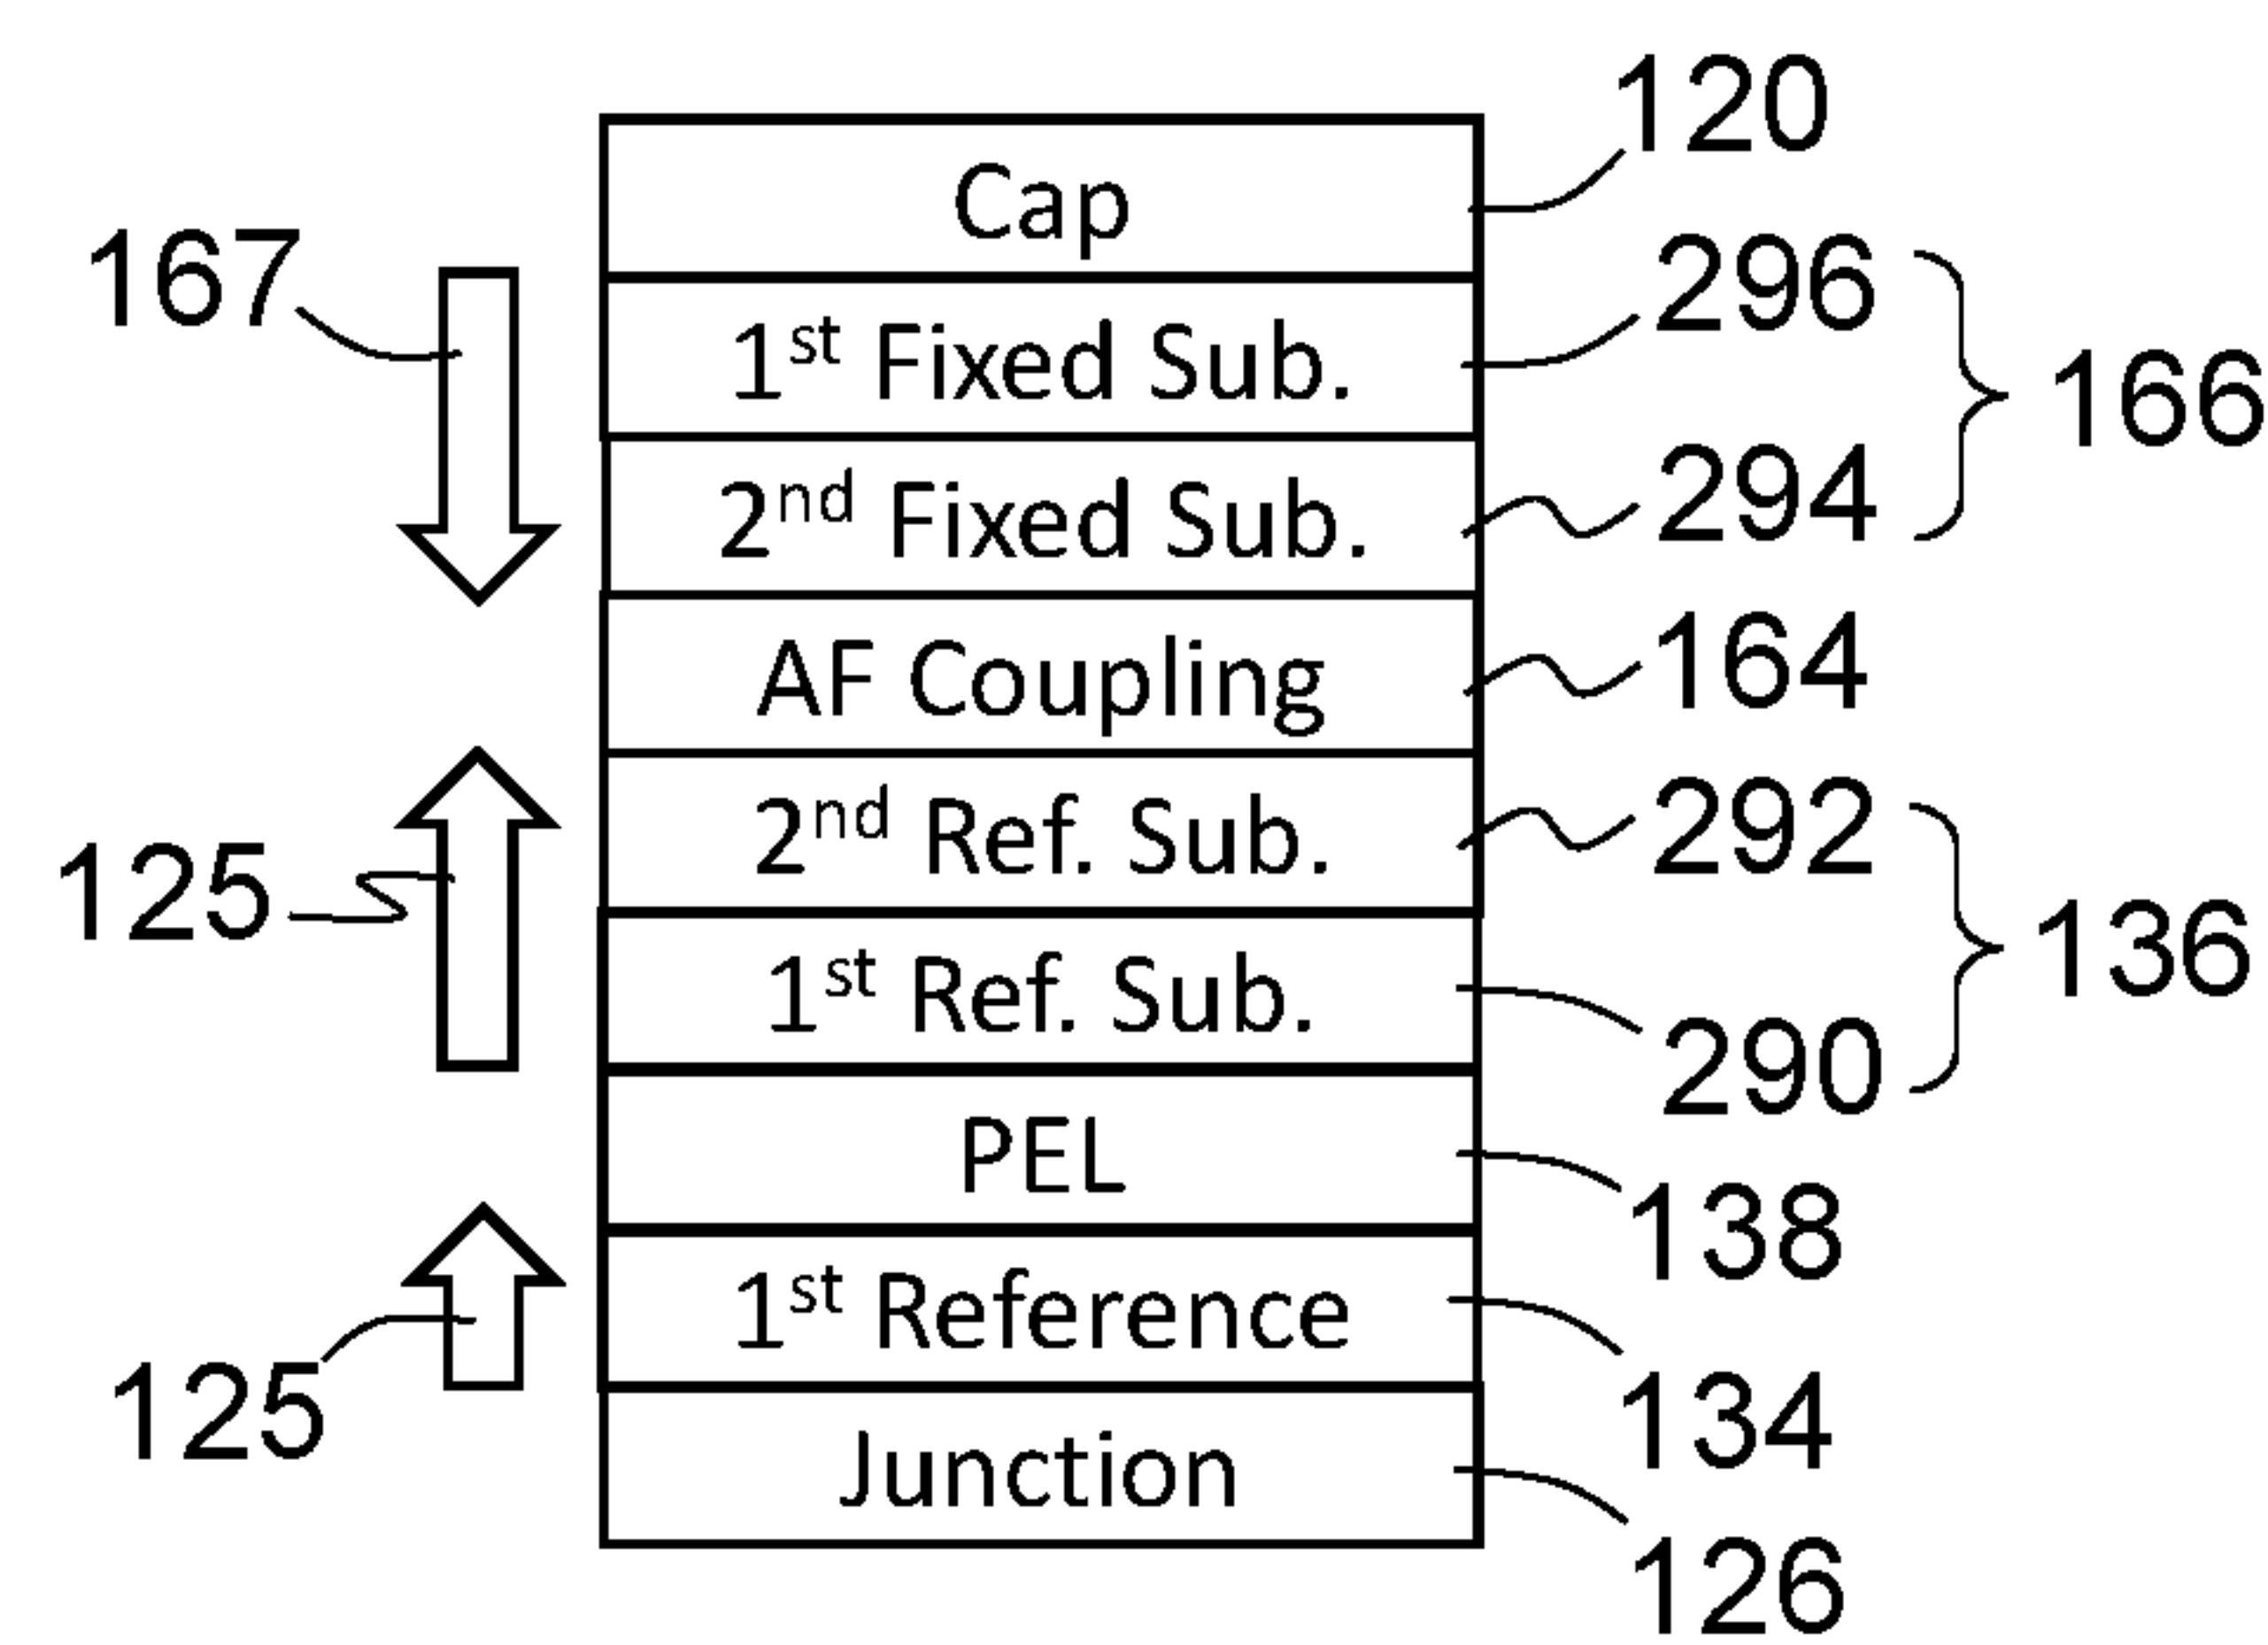 120
Cap
167
296
1st Fixed Sub.
166
2nd Fixed Sub.
294
AF Coupling
164
2nd Ref. Sub.
292
125
136
1st Ref. Sub.
290
PEL
138
1st Reference
134
125
Junction
126